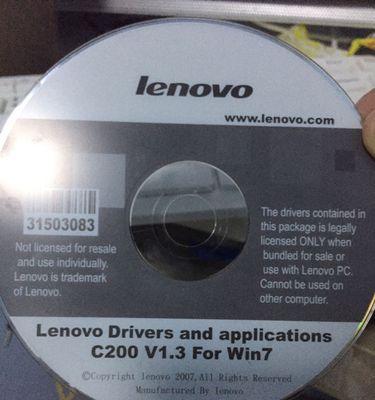 lenovo
www.lenovo.com
31503083
Not licensed for resale
and use individually.
Lenovo is trademark
of Lenovo.
The drivers contained in
this package is legally
licensed ONLY when
bundled for sale or
use with Lenovo PC.
Cannot be used on
other computer.
Lenovo Drivers and applications
C200 V1.3 For Win7
©Copyright lenovo 2007,All Rights Reserved
Manufactured By lenovo